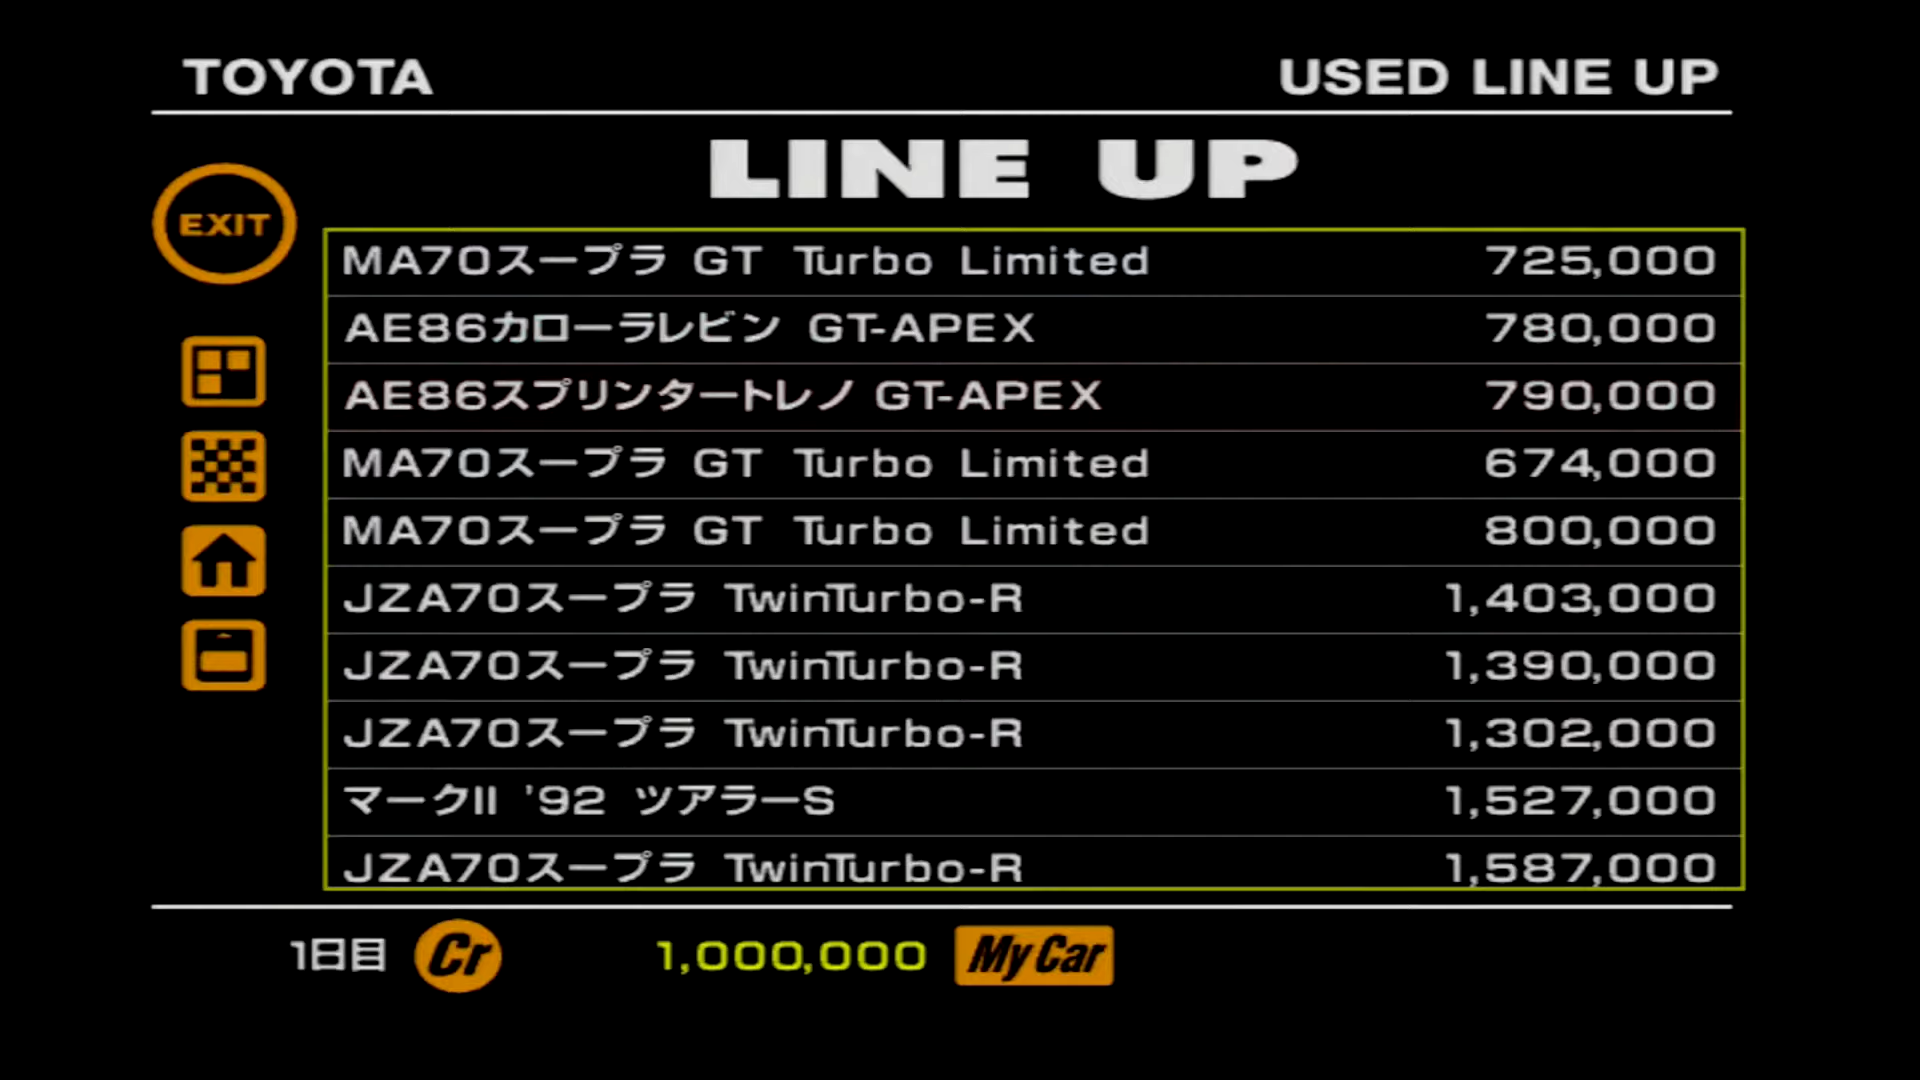 TOYOTA USED LINE UP
LINE UP
EXIT
MA70スープラ GT Turbo Limited 725,000
AE86カローラレビン GT-APEX 780,000
AE86スプリンタートレノ GT-APEX 790,000
MA70スープラ GT Turbo Limited 674,000
MA70スープラ GT Turbo Limited 800,000
JZA70スープラ TwinTurbo-R 1,403,000
JZA70スープラ TwinTurbo-R 1,390,000
JZA70スープラ TwinTurbo-R 1,302,000
マークII '92 ツアラーS 1,527,000
JZA70スープラ TwinTurbo-R 1,587,000
1日目 Cr 1,000,000 My Car